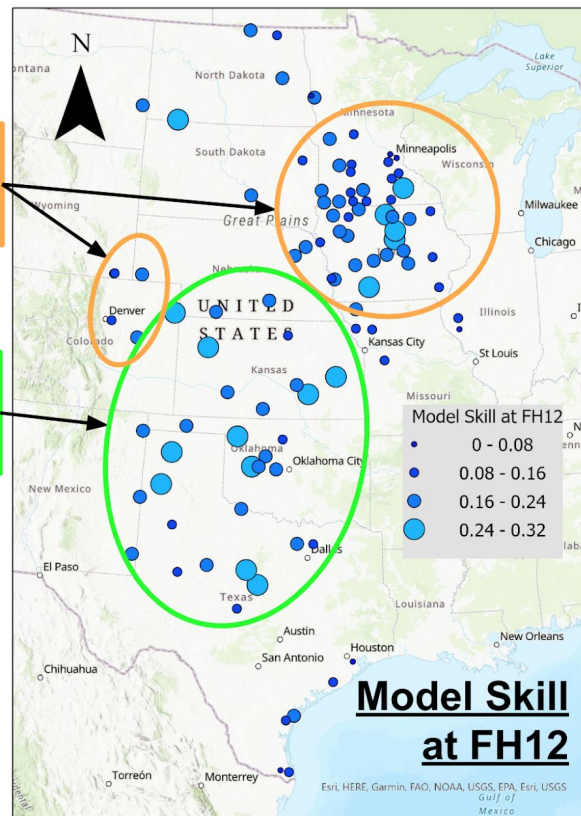 N
Lake
Superior
ontana
North Dakota
Minnesota
Minneapolis
South Dakota
Wisconsin
Wyoming
Great Plains
Milwaukee
Chicago
Nebraska
Denver
UNITED
STATES
Illinois
Colorado
Kansas City
St Louis
Kansas
Missouri
Model Skill at FH12
0 - 0.08
0.08 - 0.16
0.16 - 0.24
0.24 - 0.32
Oklahoma
Oklahoma City
New Mexico
Dallas
El Paso
Texas
Louisiana
Austin
New Orleans
San Antonio
Houston
Chihuahua
Model Skill
at FH12
Torreón
Monterrey
Esri, HERE, Garmin, FAO, NOAA, USGS, EPA, Esri, USGS
Gulf of
Mexico